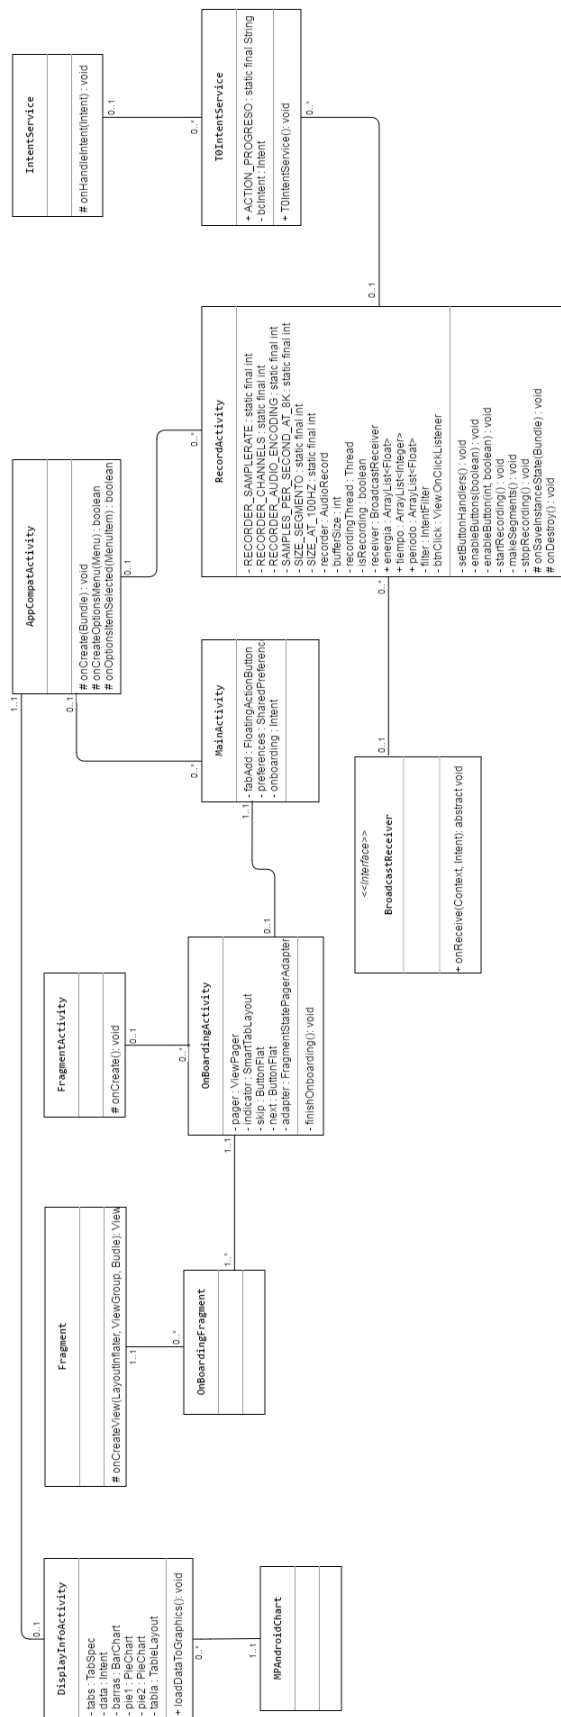 DisplayInfoActivity
- tabs : TabSpec
- data : Intent
- barras : BarChart
- pie1 : PieChart
- pie2 : PieChart
- tabla : TableLayout
+ loadDataToGraphics(): void
0..1
0..*
1..1
MPAndroidChart
Fragment
# onCreateView(LayoutInflater, ViewGroup, Budle): View
1..1
0..*
OnBoardingFragment
1..*
1..1
FragmentActivity
# onCreate(): void
0..1
0..*
OnBoardingActivity
- pager : ViewPager
- indicator : SmartTabLayout
- skip : ButtonFlat
- next : ButtonFlat
- adapter : FragmentStatePagerAdapter
- finishOnboarding(): void
0..1
1..1
AppCompatActivity
# onCreate(Bundle) : void
# onCreateOptionsMenu(Menu) : boolean
# onOptionsItemSelected(MenuItem) : boolean
1..1
0..1
0..1
0..*
MainActivity
- fabAdd : FloatingActionButton
- preferences : SharedPreferenc
- onboarding : Intent
0..*
RecordActivity
- RECORDER_SAMPLERATE : static final int
- RECORDER_CHANNELS : static final int
- RECORDER_AUDIO_ENCODING : static final int
- SAMPLES_PER_SECOND_AT_8K : static final int
- SIZE_SEGMENTO : static final int
- SIZE_AT_100HZ : static final int
- recorder : AudioRecord
- bufferSize : int
- recordingThread : Thread
- isRecording : boolean
- receiver : BroadcastReceiver
+ energia : ArrayList<Float>
+ tiempo : ArrayList<Integer>
+ periodo : ArrayList<Float>
- filter : IntentFilter
- btnClick : View.OnClickListener
- setButtonHandlers() : void
- enableButtons(boolean) : void
- enableButton(int, boolean) : void
- startRecording() : void
- makeSegments() : void
- stopRecording() : void
# onSaveInstanceState(Bundle) : void
# onDestroy() : void
0..*
0..1
<<Interface>>
BroadcastReceiver
+ onReceive(Context, Intent): abstract void
IntentService
# onHandleIntent(Intent) : void
0..1
0..*
T0IntentService
+ ACTION_PROGRESO : static final String
- bcIntent : Intent
+ T0IntentService(): void
0..*
0..1